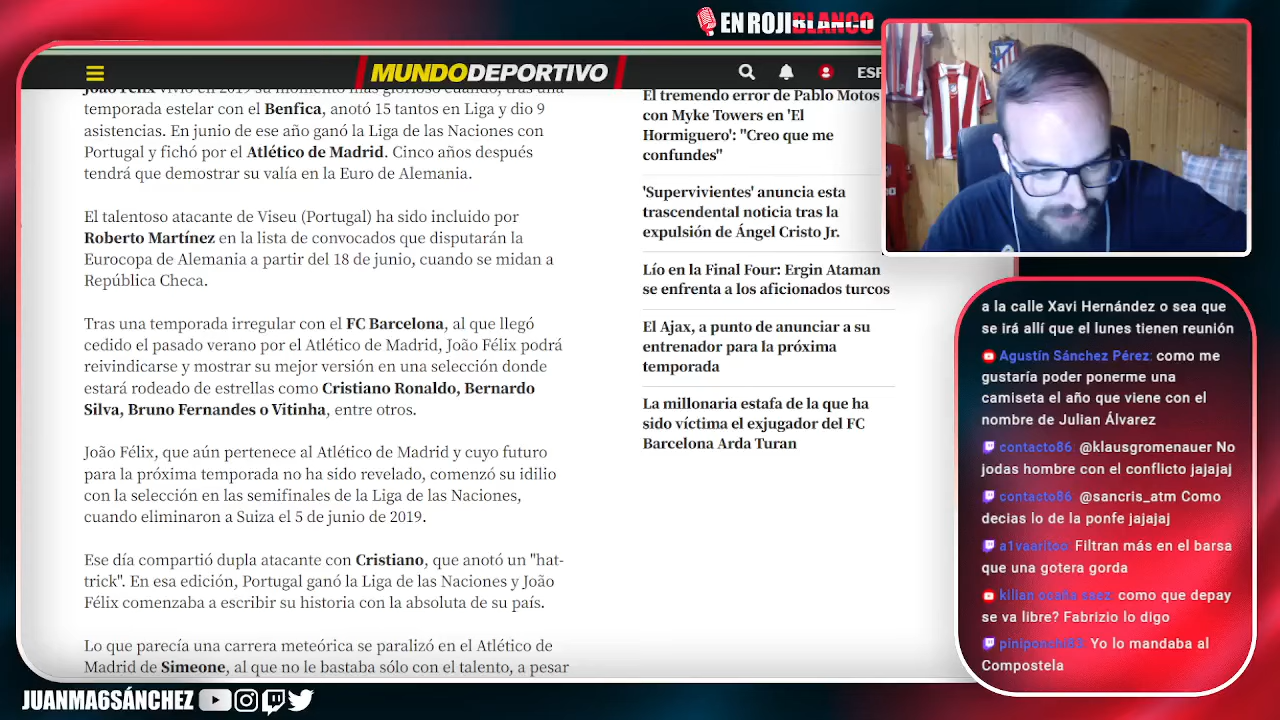 EN ROJIBLANCO
MUNDODEPORTIVO
ESP
João Félix vivió en 2019 su momento más glorioso cuando, tras una
temporada estelar con el Benfica, anotó 15 tantos en Liga y dio 9
asistencias. En junio de ese año ganó la Liga de las Naciones con
Portugal y fichó por el Atlético de Madrid. Cinco años después
tendrá que demostrar su valía en la Euro de Alemania.
El talentoso atacante de Viseu (Portugal) ha sido incluido por
Roberto Martínez en la lista de convocados que disputarán la
Eurocopa de Alemania a partir del 18 de junio, cuando se midan a
República Checa.
Tras una temporada irregular con el FC Barcelona, al que llegó
cedido el pasado verano por el Atlético de Madrid, João Félix podrá
reivindicarse y mostrar su mejor versión en una selección donde
estará rodeado de estrellas como Cristiano Ronaldo, Bernardo
Silva, Bruno Fernandes o Vitinha, entre otros.
João Félix, que aún pertenece al Atlético de Madrid y cuyo futuro
para la próxima temporada no ha sido revelado, comenzó su idilio
con la selección en las semifinales de la Liga de las Naciones,
cuando eliminaron a Suiza el 5 de junio de 2019.
Ese día compartió dupla atacante con Cristiano, que anotó un "hat-
trick". En esa edición, Portugal ganó la Liga de las Naciones y João
Félix comenzaba a escribir su historia con la absoluta de su país.
Lo que parecía una carrera meteórica se paralizó en el Atlético de
Madrid de Simeone, al que no le bastaba sólo con el talento, a pesar
El tremendo error de Pablo Motos
con Myke Towers en 'El
Hormiguero': "Creo que me
confundes"
'Supervivientes' anuncia esta
trascendental noticia tras la
expulsión de Ángel Cristo Jr.
Lío en la Final Four: Ergin Ataman
se enfrenta a los aficionados turcos
El Ajax, a punto de anunciar a su
entrenador para la próxima
temporada
La millonaria estafa de la que ha
sido víctima el exjugador del FC
Barcelona Arda Turan
a la calle Xavi Hernández o sea que
se irá allí que el lunes tienen reunión
Agustín Sánchez Pérez: como me
gustaría poder ponerme una
camiseta el año que viene con el
nombre de Julian Álvarez
contacto86: @klausgromenauer No
jodas hombre con el conflicto jajajaj
contacto86: @sancris_atm Como
decias lo de la ponfe jajajaj
a1vaaritoo: Filtran más en el barsa
que una gotera gorda
kilian ocaña saez: como que depay
se va libre? Fabrizio lo digo
Yo lo mandaba al
Compostela
JUANMA6SÁNCHEZ